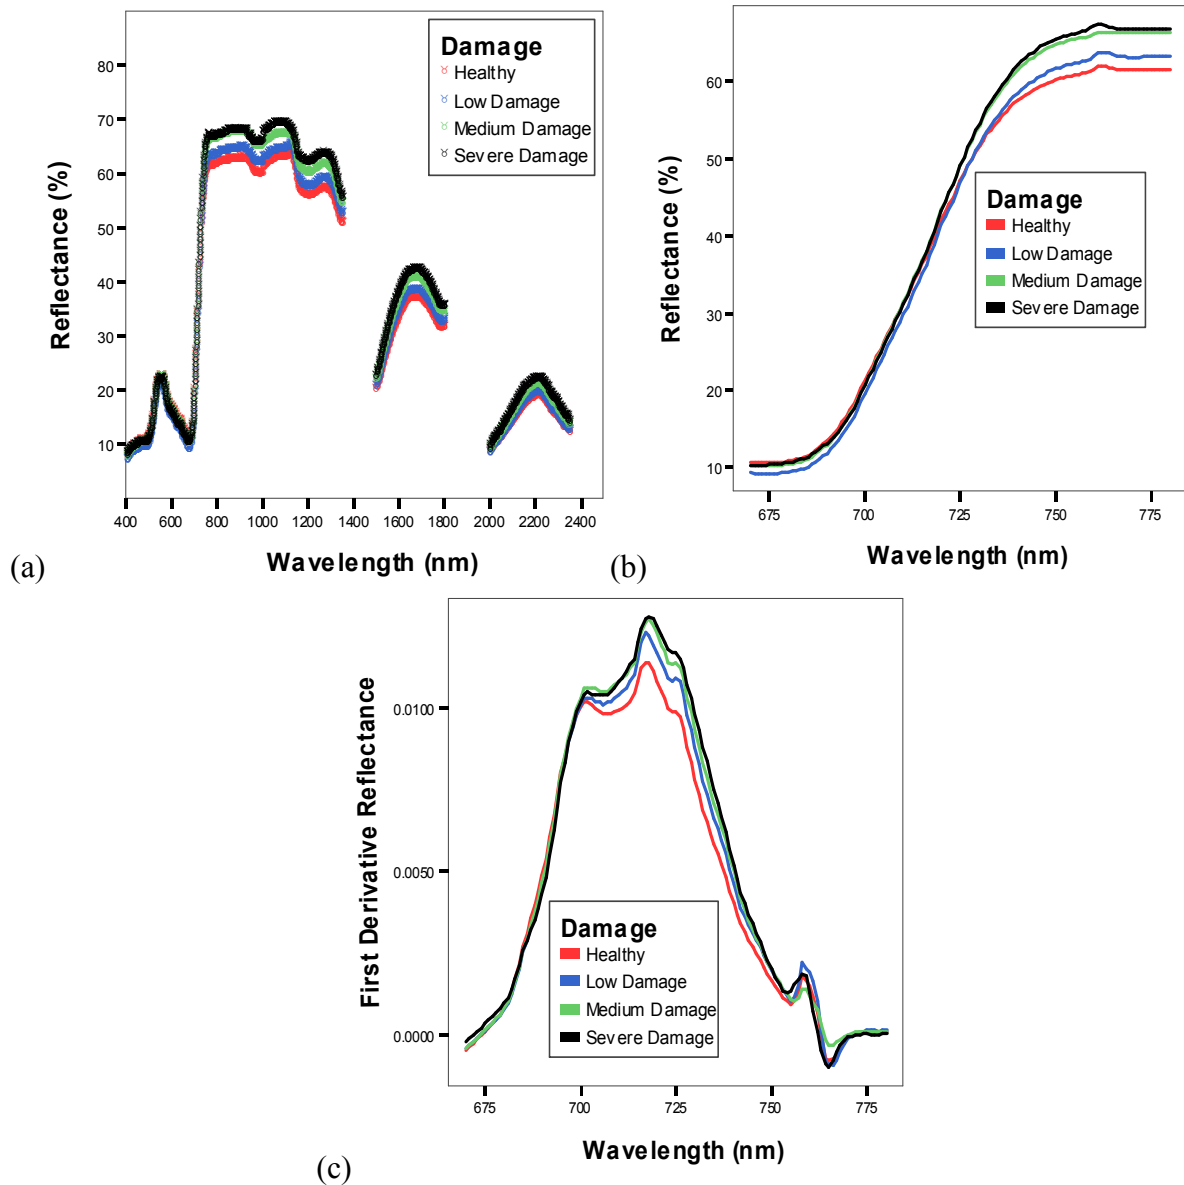 Damage
Healthy
Low Damage
Medium Damage
Severe Damage
80
70
60
50
40
30
20
10
Reflectance (%)
400 600 800 1000 1200 1400 1600 1800 2000 2200 2400
Wavelength (nm)
(a)
60
50
40
30
20
10
Reflectance (%)
Damage
Healthy
Low Damage
Medium Damage
Severe Damage
675 700 725 750 775
Wavelength (nm)
(b)
0.0100
0.0050
0.0000
First Derivative Reflectance
Damage
Healthy
Low Damage
Medium Damage
Severe Damage
675 700 725 750 775
Wavelength (nm)
(c)